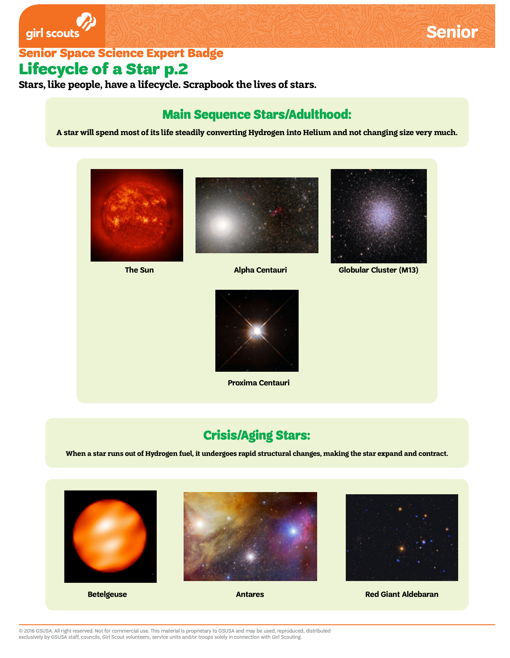 girl scouts
Senior
Senior Space Science Expert Badge
Lifecycle of a Star p.2
Stars, like people, have a lifecycle. Scrapbook the lives of stars.
Main Sequence Stars/Adulthood:
A star will spend most of its life steadily converting Hydrogen into Helium and not changing size very much.
The Sun
Alpha Centauri
Globular Cluster (M13)
Proxima Centauri
Crisis/Aging Stars:
When a star runs out of Hydrogen fuel, it undergoes rapid structural changes, making the star expand and contract.
Betelgeuse
Antares
Red Giant Aldebaran
© 2016 GSUSA. All right reserved. Not for commercial use. This material is proprietary to GSUSA and may be used, reproduced, distributed
exclusively by GSUSA staff, councils, Girl Scout volunteers, service units and/or troops solely in connection with Girl Scouting.